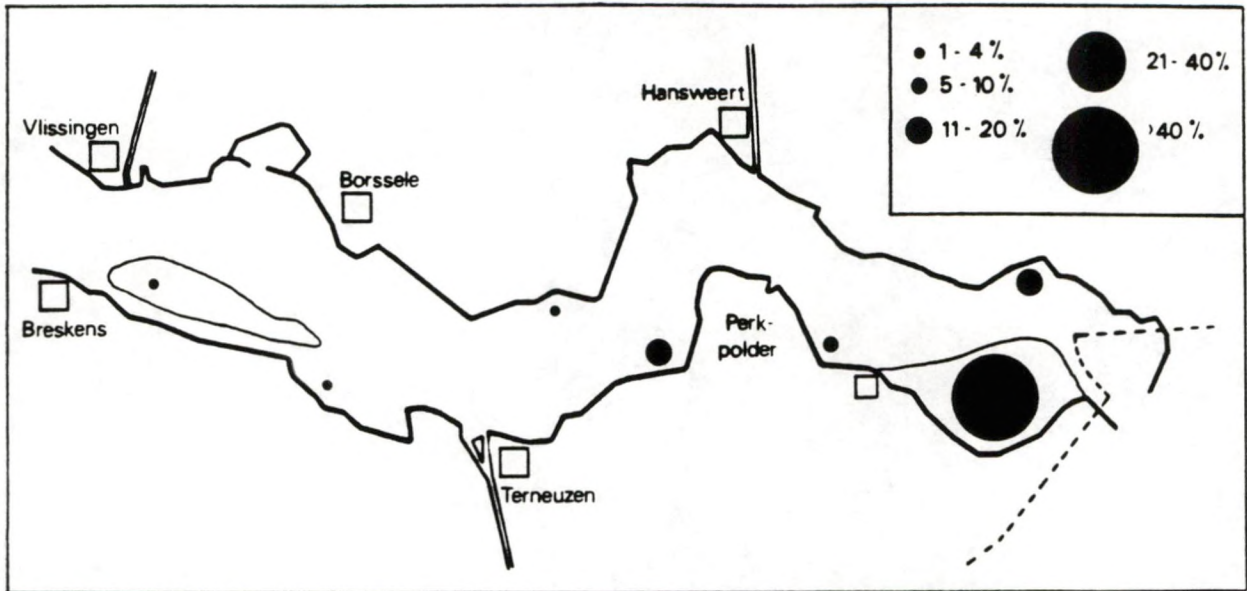 1 - 4 %
5 - 10 %
11 - 20 %
21 - 40 %
>40 %
Hansweert
Vlissingen
Borssele
Breskens
Perk-
polder
Terneuzen